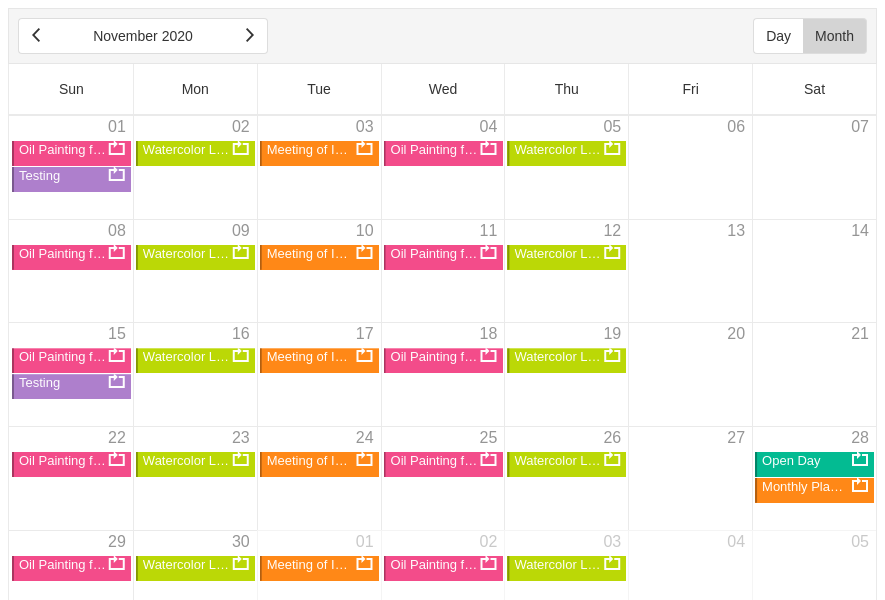 November 2020
Day Month
Sun Mon Tue Wed Thu Fri Sat
01 02 03 04 05 06 07
Oil Painting f… Watercolor L… Meeting of I… Oil Painting f… Watercolor L…
Testing
08 09 10 11 12 13 14
Oil Painting f… Watercolor L… Meeting of I… Oil Painting f… Watercolor L…
15 16 17 18 19 20 21
Oil Painting f… Watercolor L… Meeting of I… Oil Painting f… Watercolor L…
Testing
22 23 24 25 26 27 28
Oil Painting f… Watercolor L… Meeting of I… Oil Painting f… Watercolor L… Open Day
Monthly Pla…
29 30 01 02 03 04 05
Oil Painting f… Watercolor L… Meeting of I… Oil Painting f… Watercolor L…